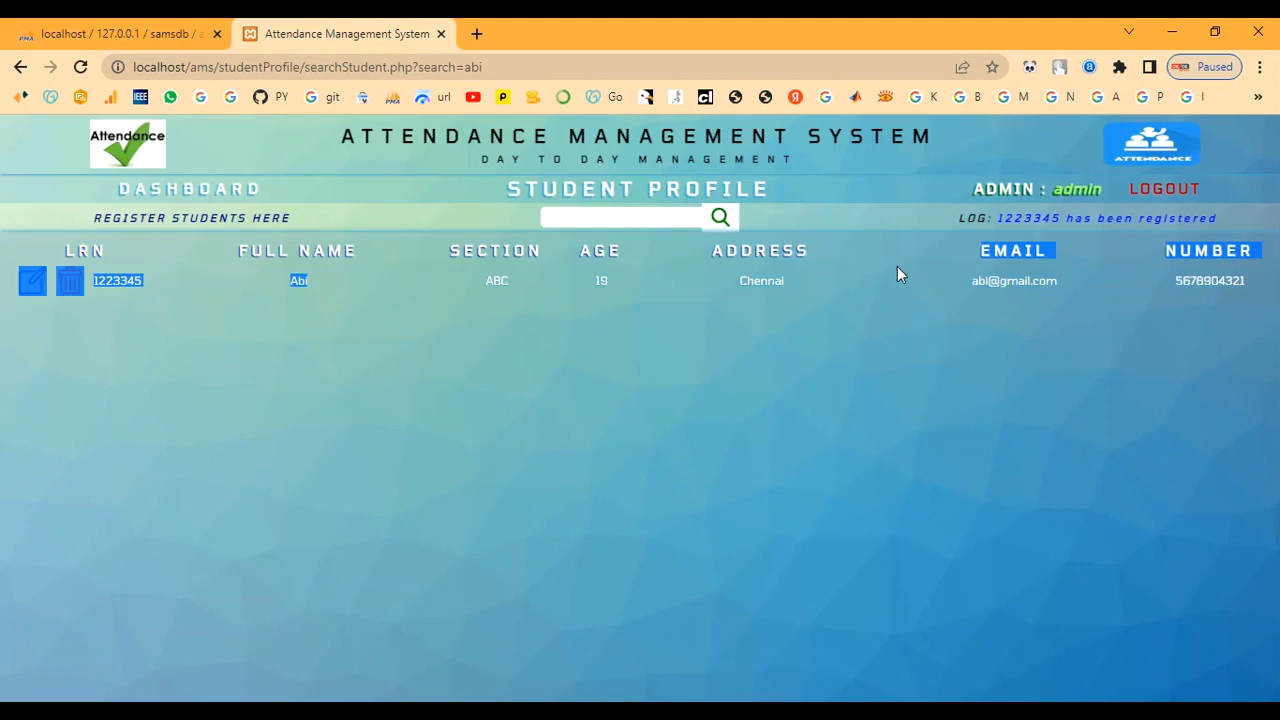 localhost / 127.0.0.1 / samsdb / a
Attendance Management System
localhost/ams/studentProfile/searchStudent.php?search=abi
Paused
IEEE PY git url Go K B M N A P I »
Attendance
ATTENDANCE MANAGEMENT SYSTEM
DAY TO DAY MANAGEMENT
ATTENDANCE
DASHBOARD STUDENT PROFILE ADMIN : admin LOGOUT
REGISTER STUDENTS HERE LOG: 1223345 has been registered
LRN FULL NAME SECTION AGE ADDRESS EMAIL NUMBER
1223345 Abi ABC 19 Chennai abi@gmail.com 5678904321